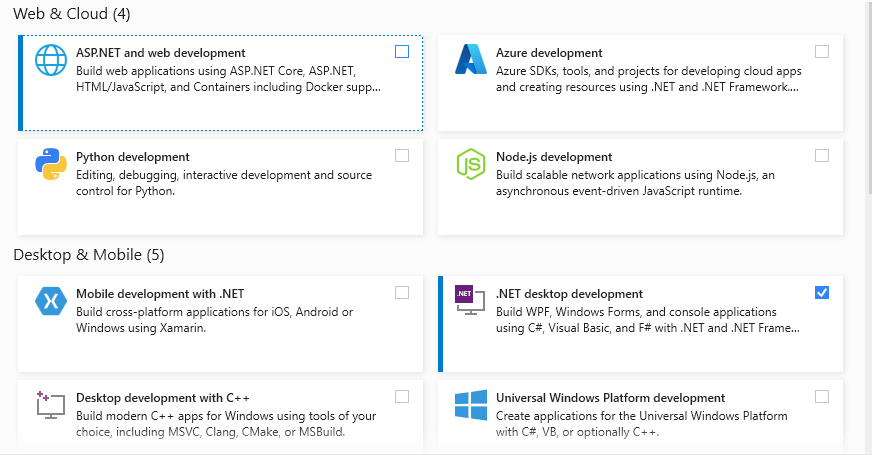 Web & Cloud (4)
ASP.NET and web development
Build web applications using ASP.NET Core, ASP.NET,
HTML/JavaScript, and Containers including Docker supp...
Azure development
Azure SDKs, tools, and projects for developing cloud apps
and creating resources using .NET and .NET Framework....
Python development
Editing, debugging, interactive development and source
control for Python.
JS
Node.js development
Build scalable network applications using Node.js, an
asynchronous event-driven JavaScript runtime.
Desktop & Mobile (5)
Mobile development with .NET
Build cross-platform applications for iOS, Android or
Windows using Xamarin.
.NET
.NET desktop development
Build WPF, Windows Forms, and console applications
using C#, Visual Basic, and F# with .NET and .NET Frame...
Desktop development with C++
Build modern C++ apps for Windows using tools of your
choice, including MSVC, Clang, CMake, or MSBuild.
Universal Windows Platform development
Create applications for the Universal Windows Platform
with C#, VB, or optionally C++.